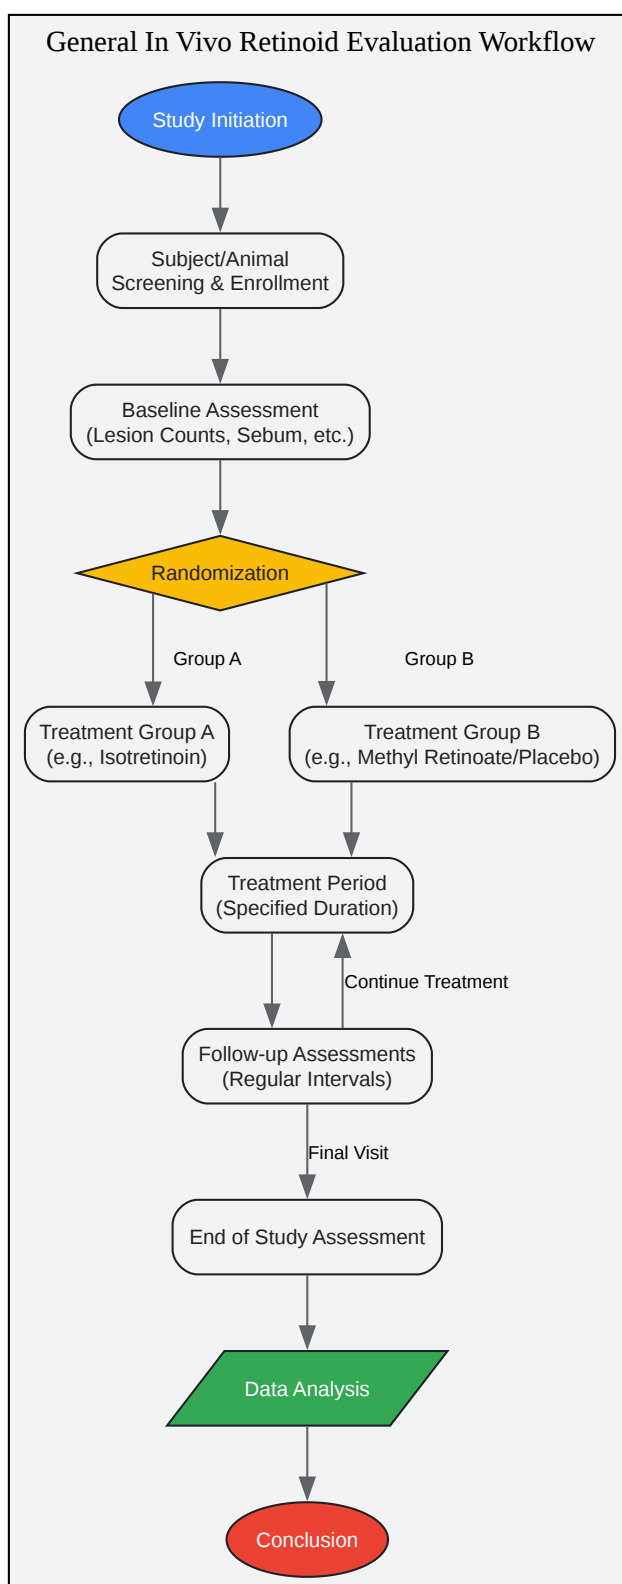 General In Vivo Retinoid Evaluation Workflow
Study Initiation
Subject/Animal
Screening & Enrollment
Baseline Assessment
(Lesion Counts, Sebum, etc.)
Randomization
Group A
Group B
Treatment Group A
(e.g., Isotretinoin)
Treatment Group B
(e.g., Methyl Retinoate/Placebo)
Treatment Period
(Specified Duration)
Continue Treatment
Follow-up Assessments
(Regular Intervals)
Final Visit
End of Study Assessment
Data Analysis
Conclusion